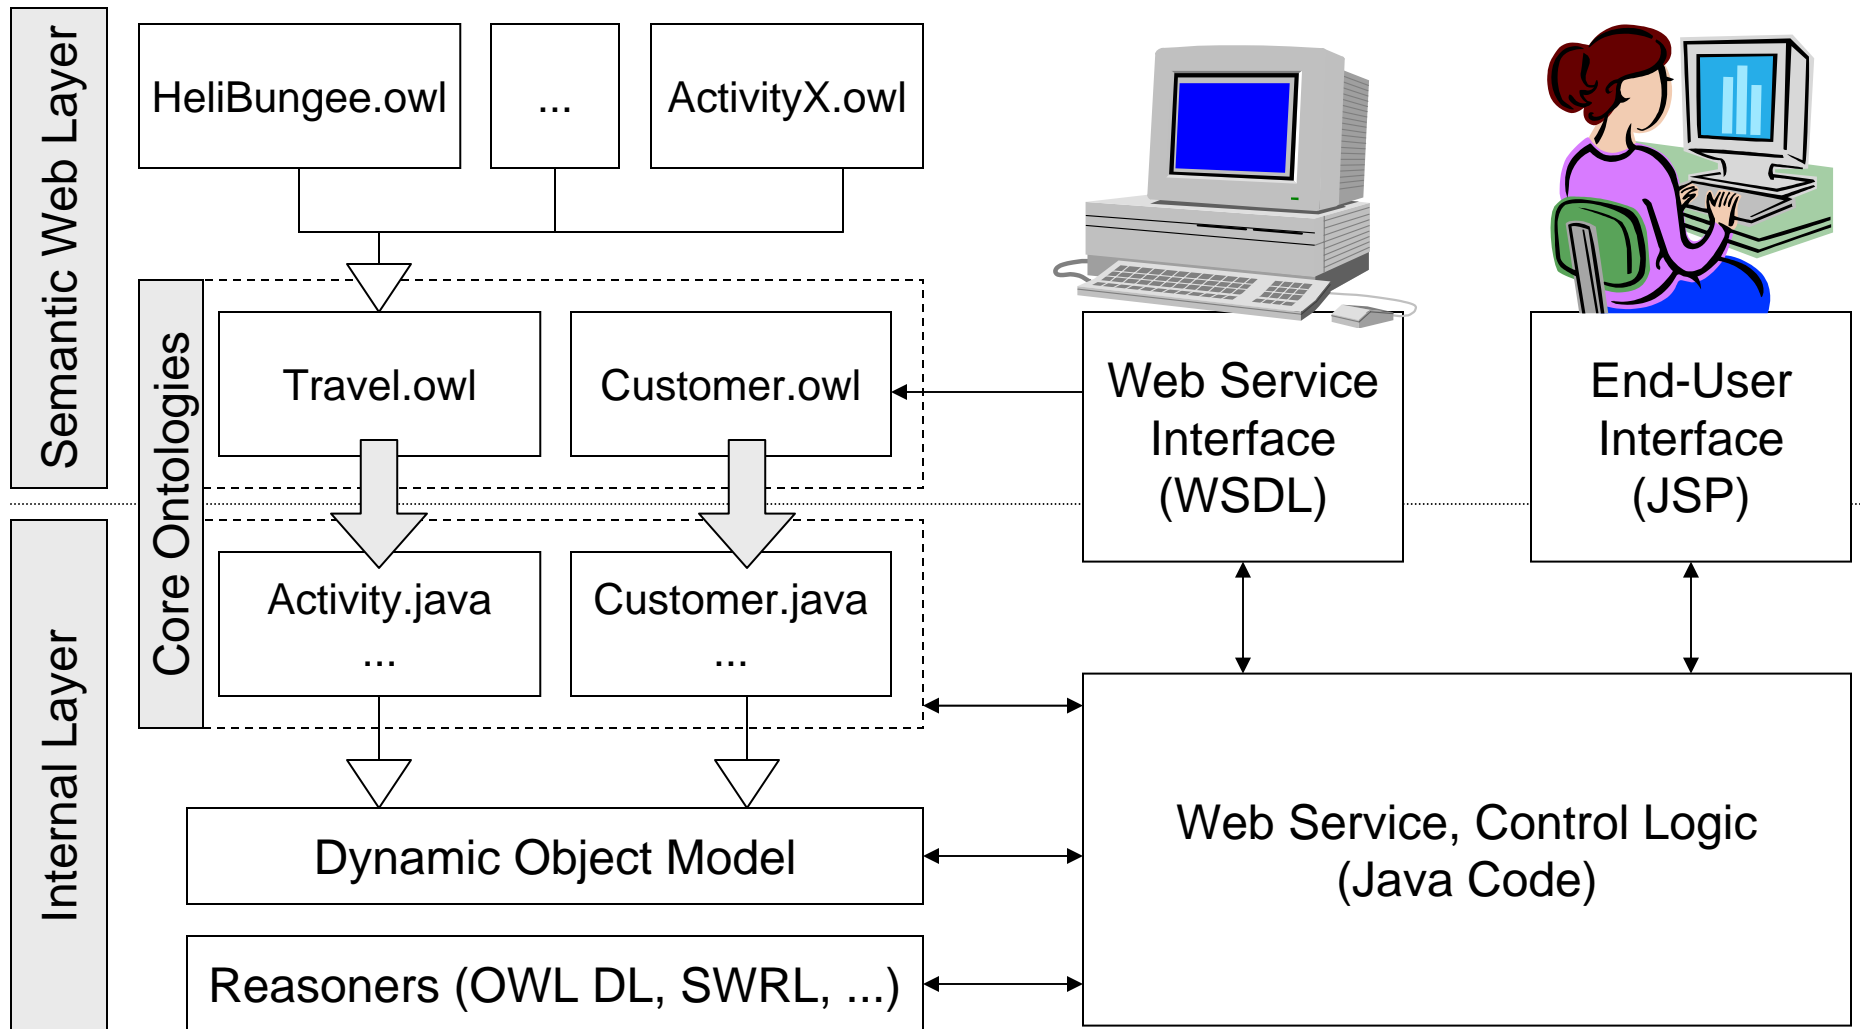 Semantic Web Layer
HeliBungee.owl
...
ActivityX.owl
Core Ontologies
Travel.owl
Customer.owl
Web Service
Interface
(WSDL)
End-User
Interface
(JSP)
Internal Layer
Activity.java
...
Customer.java
...
Dynamic Object Model
Web Service, Control Logic
(Java Code)
Reasoners (OWL DL, SWRL, ...)